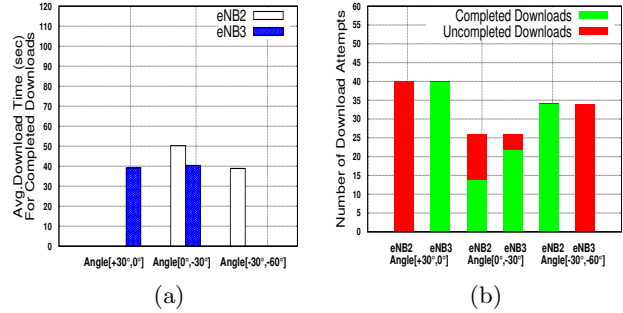 Avg.Download Time (sec)
For Completed Downloads
120
110
100
90
80
70
60
50
40
30
20
10
0
eNB2
eNB3
Angle[+30°,0°] Angle[0°,-30°] Angle[-30°,-60°]
(a)
Number of Download Attempts
60
55
50
45
40
35
30
25
20
15
10
5
0
Completed Downloads
Uncompleted Downloads
eNB2 eNB3 eNB2 eNB3 eNB2 eNB3
Angle[+30°,0°] Angle[0°,-30°] Angle[-30°,-60°]
(b)